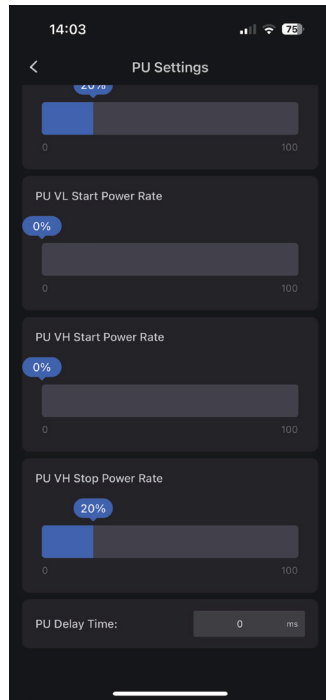 14:03
75
PU Settings
20%
0 100
PU VL Start Power Rate
0%
0 100
PU VH Start Power Rate
0%
0 100
PU VH Stop Power Rate
20%
0 100
PU Delay Time: 0 ms